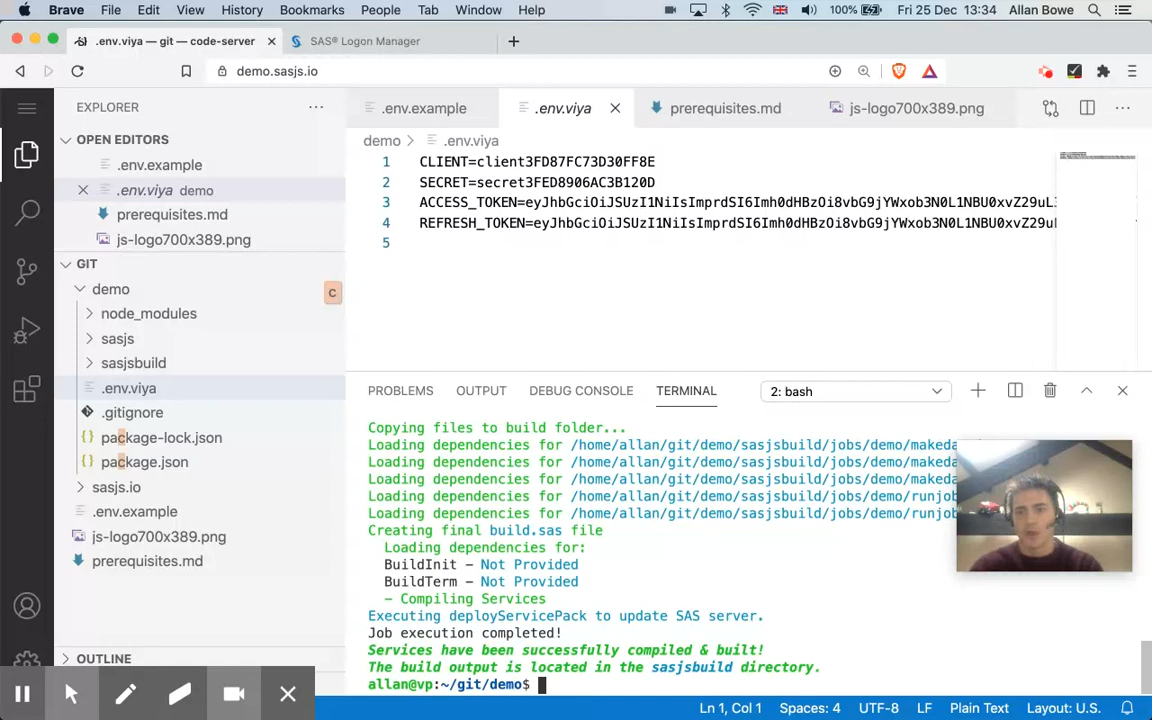 Brave File Edit View History Bookmarks People Tab Window Help 100% Fri 25 Dec 13:34 Allan Bowe
.env.viya — git — code-server
SAS® Logon Manager
demo.sasjs.io
EXPLORER
.env.example
.env.viya
prerequisites.md
js-logo700x389.png
OPEN EDITORS
.env.example
.env.viya demo
prerequisites.md
js-logo700x389.png
GIT
demo
C
node_modules
sasjs
sasjsbuild
.env.viya
.gitignore
package-lock.json
package.json
sasjs.io
.env.example
js-logo700x389.png
prerequisites.md
OUTLINE
demo > .env.viya
1 CLIENT=client3FD87FC73D30FF8E
2 SECRET=secret3FED8906AC3B120D
3 ACCESS_TOKEN=eyJhbGciOiJSUzI1NiIsImprdSI6Imh0dHBzOi8vbG9jYWxob3N0L1NBU0xvZ29uL
4 REFRESH_TOKEN=eyJhbGciOiJSUzI1NiIsImprdSI6Imh0dHBzOi8vbG9jYWxob3N0L1NBU0xvZ29uL
5
PROBLEMS OUTPUT DEBUG CONSOLE TERMINAL 2: bash
Copying files to build folder...
Loading dependencies for /home/allan/git/demo/sasjsbuild/jobs/demo/makeda
Loading dependencies for /home/allan/git/demo/sasjsbuild/jobs/demo/makeda
Loading dependencies for /home/allan/git/demo/sasjsbuild/jobs/demo/makeda
Loading dependencies for /home/allan/git/demo/sasjsbuild/jobs/demo/runjob
Loading dependencies for /home/allan/git/demo/sasjsbuild/jobs/demo/runjob
Creating final build.sas file
Loading dependencies for:
BuildInit – Not Provided
BuildTerm – Not Provided
– Compiling Services
Executing deployServicePack to update SAS server.
Job execution completed!
Services have been successfully compiled & built!
The build output is located in the sasjsbuild directory.
allan@vp:~/git/demo$
Ln 1, Col 1 Spaces: 4 UTF-8 LF Plain Text Layout: U.S.